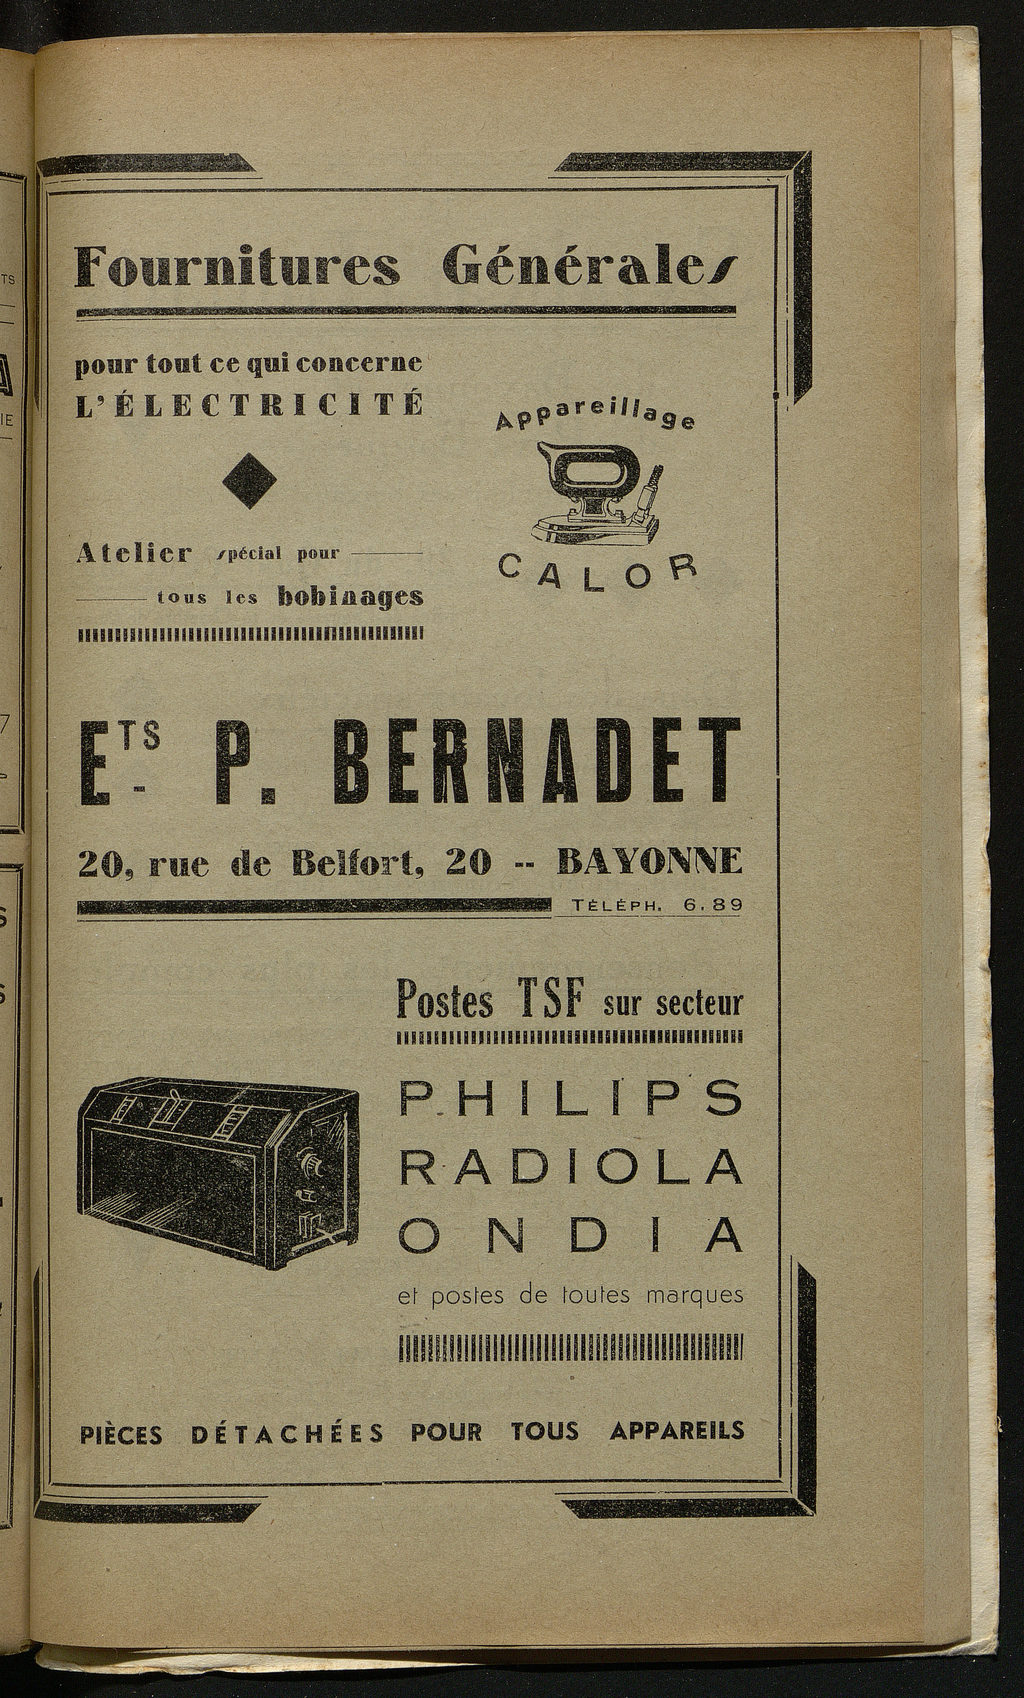 Fournitures Générales
pour tout ce qui concerne
L'ÉLECTRICITÉ
Appareillage
CALOR
Atelier spécial pour
tous les bobinages
ETS P. BERNADET
20, rue de Belfort, 20 -- BAYONNE
TÉLÉPH. 6.89
Postes TSF sur secteur
PHILIPS
RADIOLA
ONDIA
et postes de toutes marques
PIÈCES DÉTACHÉES POUR TOUS APPAREILS